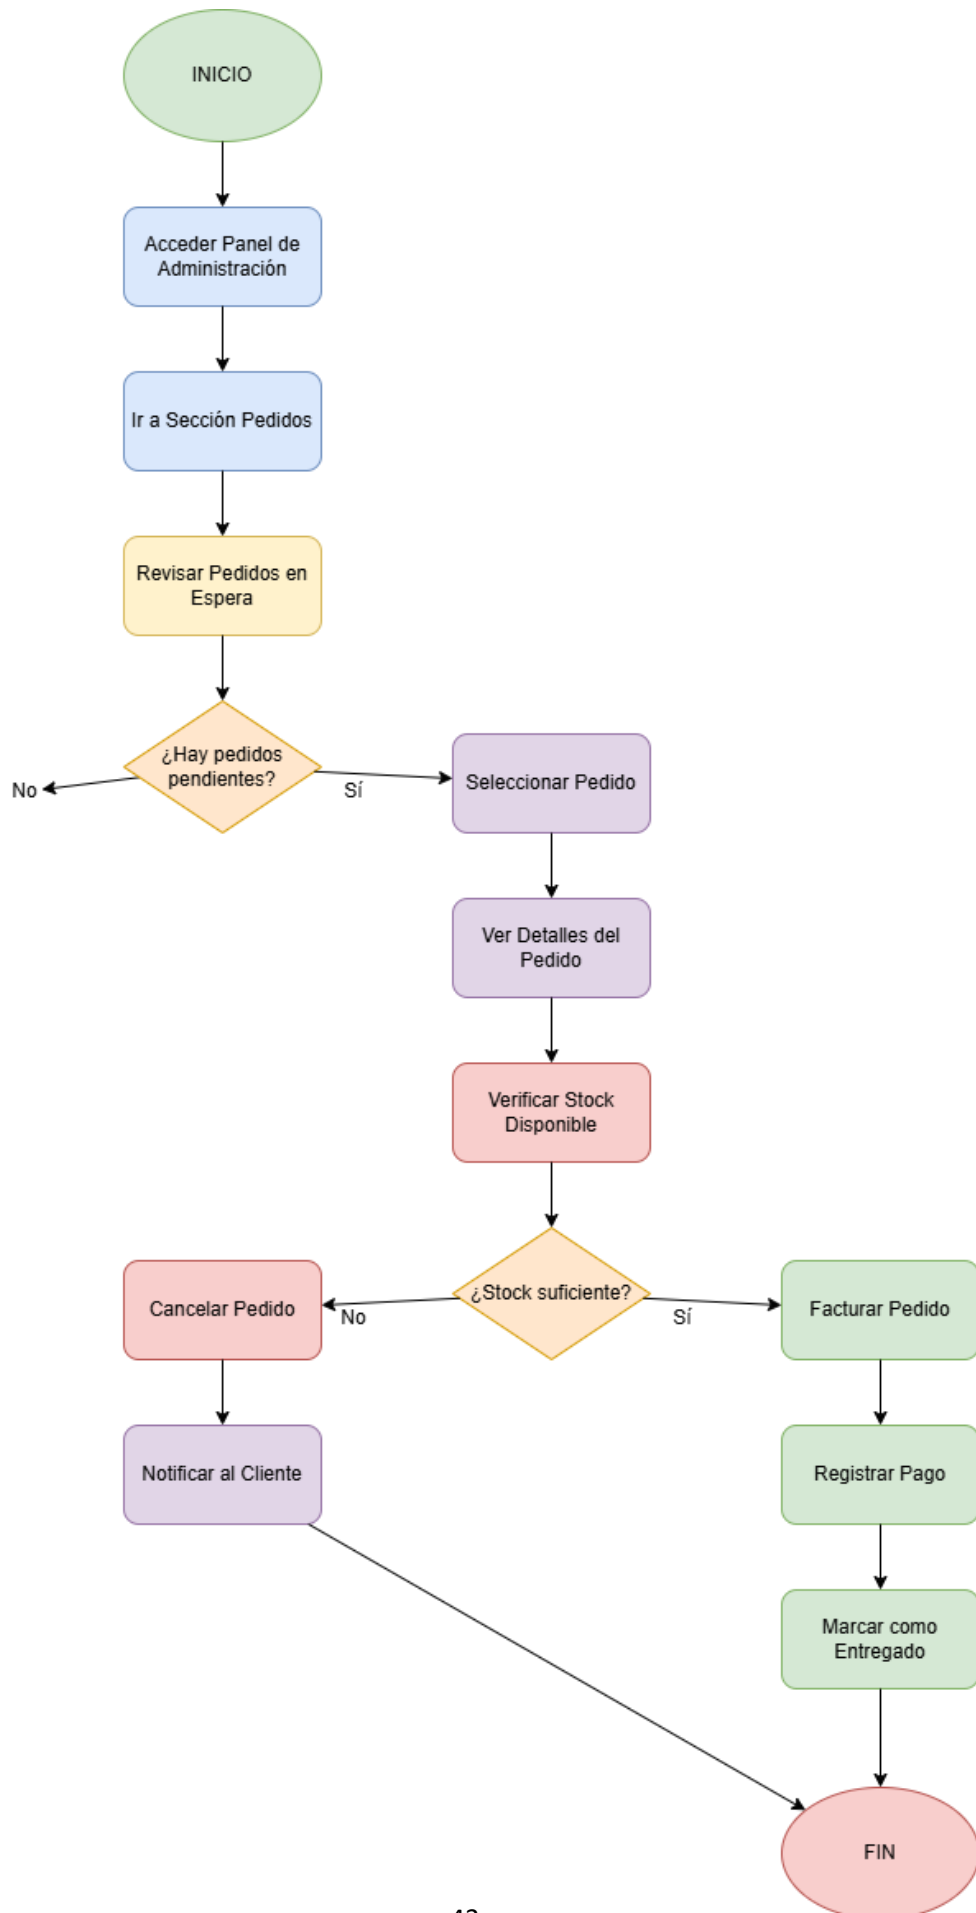 INICIO
Acceder Panel de
Administración
Ir a Sección Pedidos
Revisar Pedidos en
Espera
¿Hay pedidos
pendientes?
No
Sí
Seleccionar Pedido
Ver Detalles del
Pedido
Verificar Stock
Disponible
¿Stock suficiente?
No
Sí
Cancelar Pedido
Facturar Pedido
Notificar al Cliente
Registrar Pago
Marcar como
Entregado
FIN